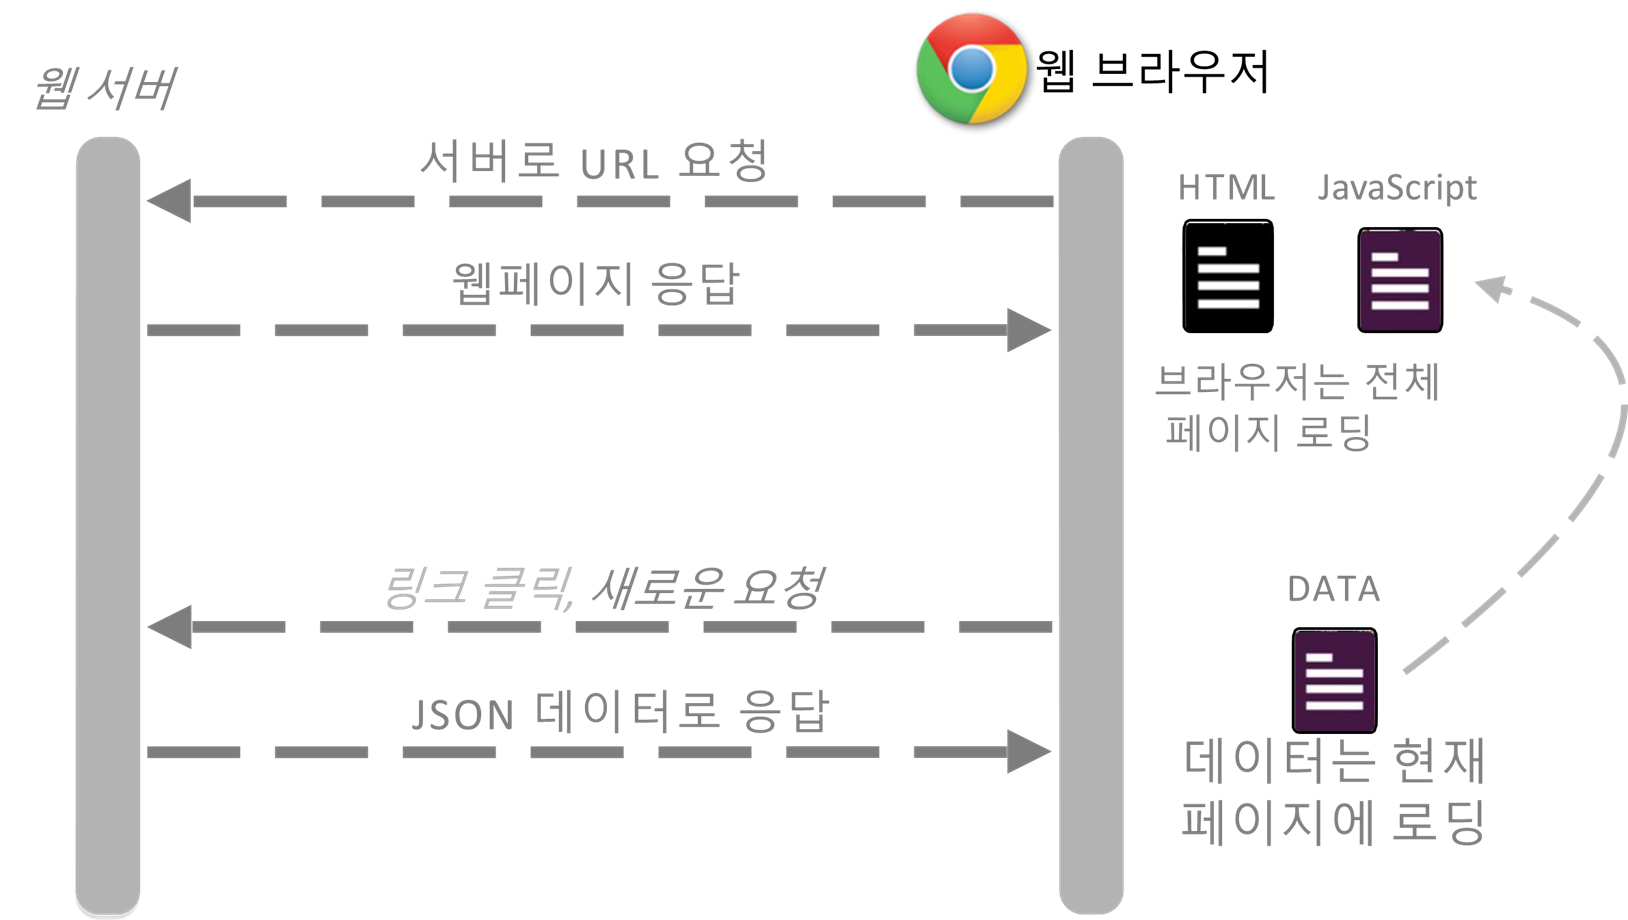 웹 서버
웹 브라우저
서버로 URL 요청
HTML
JavaScript
웹페이지 응답
브라우저는 전체
페이지 로딩
링크 클릭, 새로운 요청
DATA
JSON 데이터로 응답
데이터는 현재
페이지에 로딩